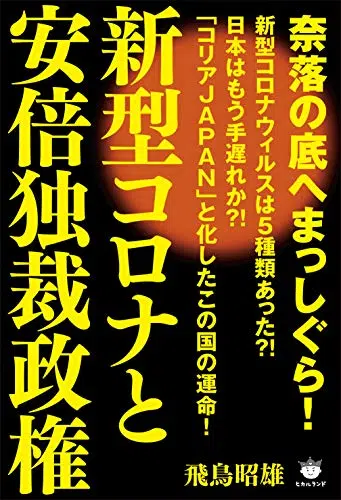 奈落の底へまっしぐら!
新型コロナウィルスは5種類あった?!
日本はもう手遅れか?!
「コリアJAPAN」と化したこの国の運命!
新型コロナと
安倍独裁政権
飛鳥昭雄
ヒカルランド